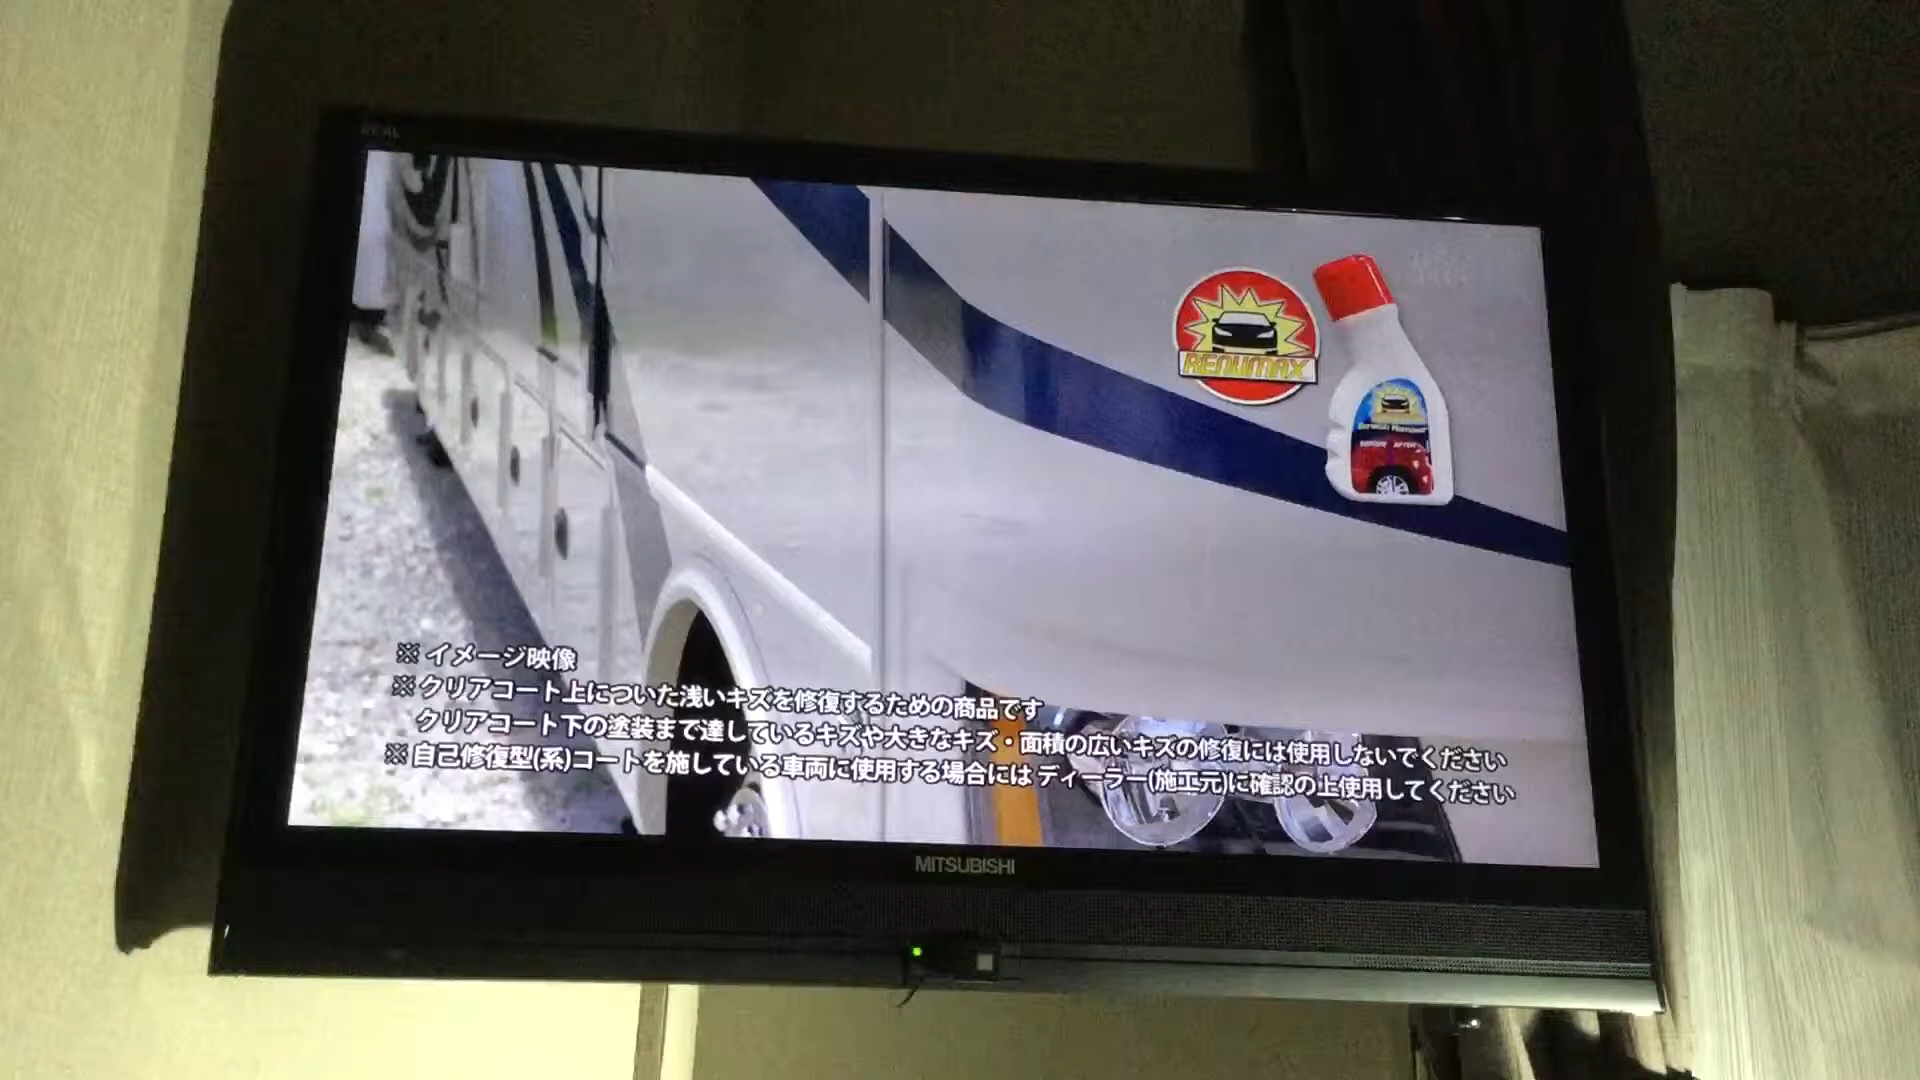 REAL
RENUMAX
Scratch Remover
BEFORE AFTER
※ イメージ映像
※ クリアコート上についた浅いキズを修復するための商品です
クリアコート下の塗装まで達しているキズや大きなキズ・面積の広いキズの修復には使用しないでください
※ 自己修復型(系)コートを施している車両に使用する場合には ディーラー(施工元)に確認の上使用してください
MITSUBISHI